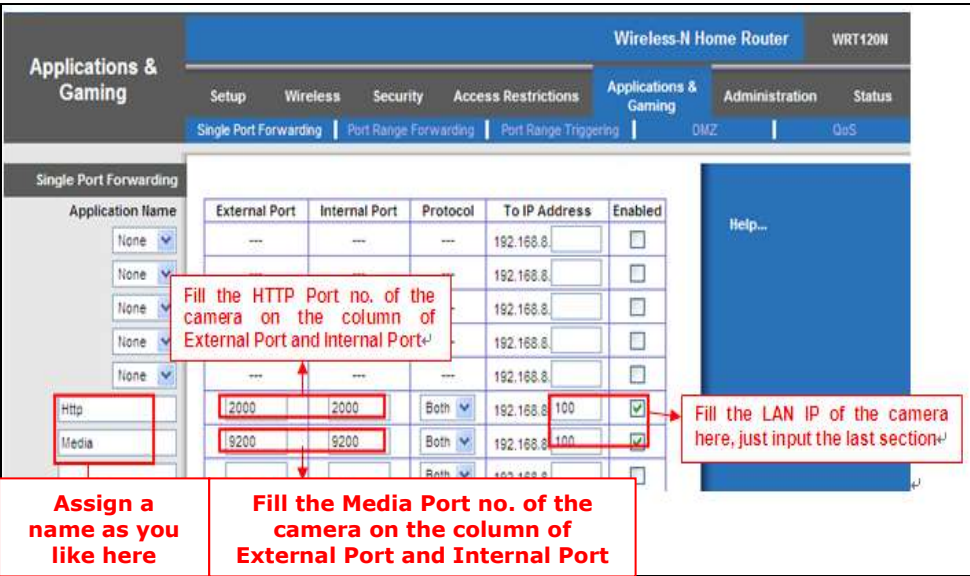 Wireless-N Home Router WRT120N
Applications &
Gaming
Setup Wireless Security Access Restrictions Applications & Gaming Administration Status
Single Port Forwarding Port Range Forwarding Port Range Triggering DMZ QoS
Single Port Forwarding
Application Name External Port Internal Port Protocol To IP Address Enabled
Help...
None --- --- --- 192.168.8.
None --- --- --- 192.168.8.
None 192.168.8.
None 192.168.8.
None --- --- --- 192.168.8.
Fill the HTTP Port no. of the
camera on the column of
External Port and Internal Port
Http 2000 2000 Both 192.168.8. 100
Media 9200 9200 Both 192.168.8. 100
Both 192.168.8.
Fill the LAN IP of the camera
here, just input the last section
Assign a
name as you
like here
Fill the Media Port no. of the
camera on the column of
External Port and Internal Port